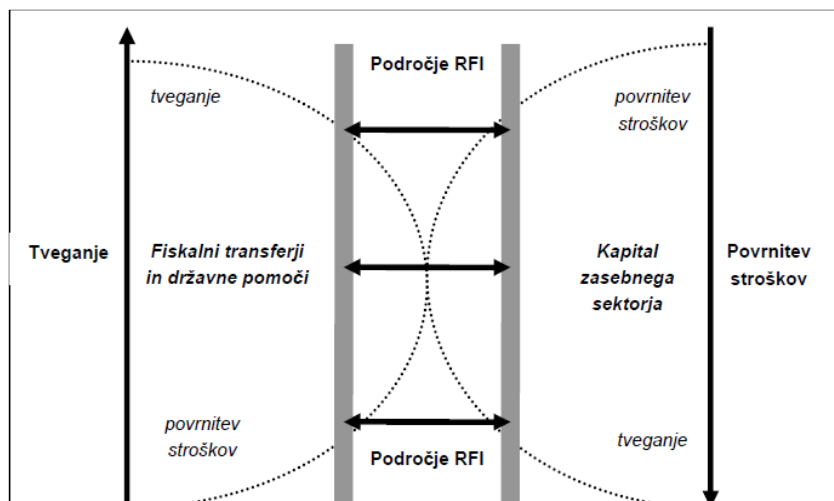 Področje RFI
tveganje
povrnitev
stroškov
Tveganje
Fiskalni transferji
in državne pomoči
Kapital
zasebnega
sektorja
Povrnitev
stroškov
povrnitev
stroškov
tveganje
Področje RFI